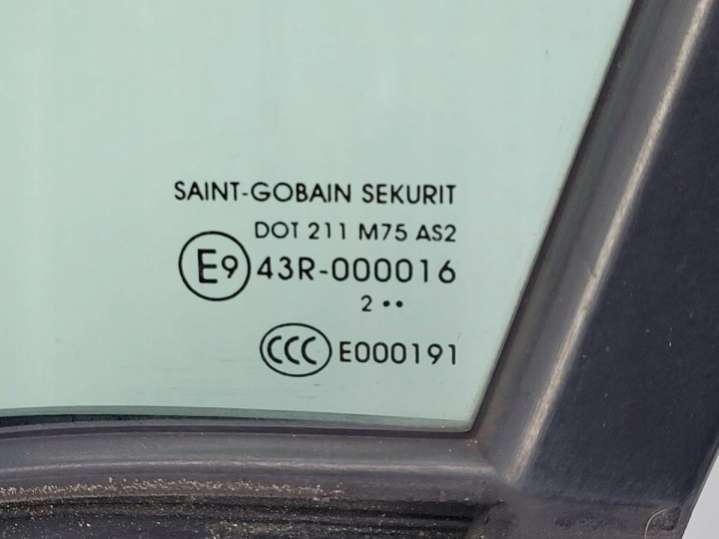 SAINT-GOBAIN SEKURIT
DOT 211 M75 AS2
E9 43R-000016
2 ••
CCC E000191